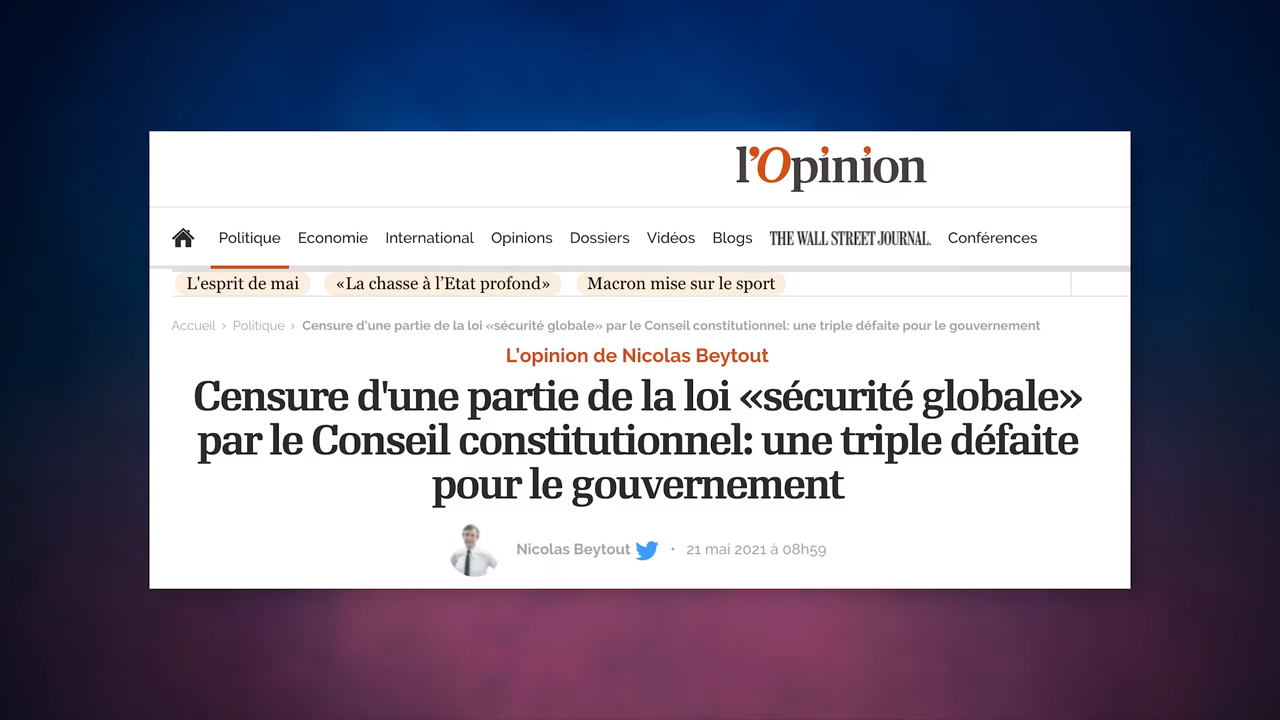 l'Opinion
Politique Economie International Opinions Dossiers Vidéos Blogs THE WALL STREET JOURNAL. Conférences
L'esprit de mai «La chasse à l’Etat profond» Macron mise sur le sport
Accueil › Politique › Censure d'une partie de la loi «sécurité globale» par le Conseil constitutionnel: une triple défaite pour le gouvernement
L'opinion de Nicolas Beytout
Censure d'une partie de la loi «sécurité globale»
par le Conseil constitutionnel: une triple défaite
pour le gouvernement
Nicolas Beytout • 21 mai 2021 à 08h59